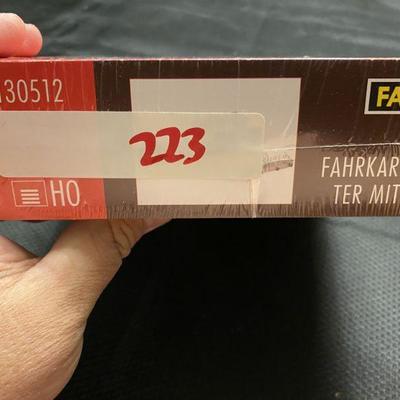 130512
FA
223
FAHRKAR
TER MIT
HO